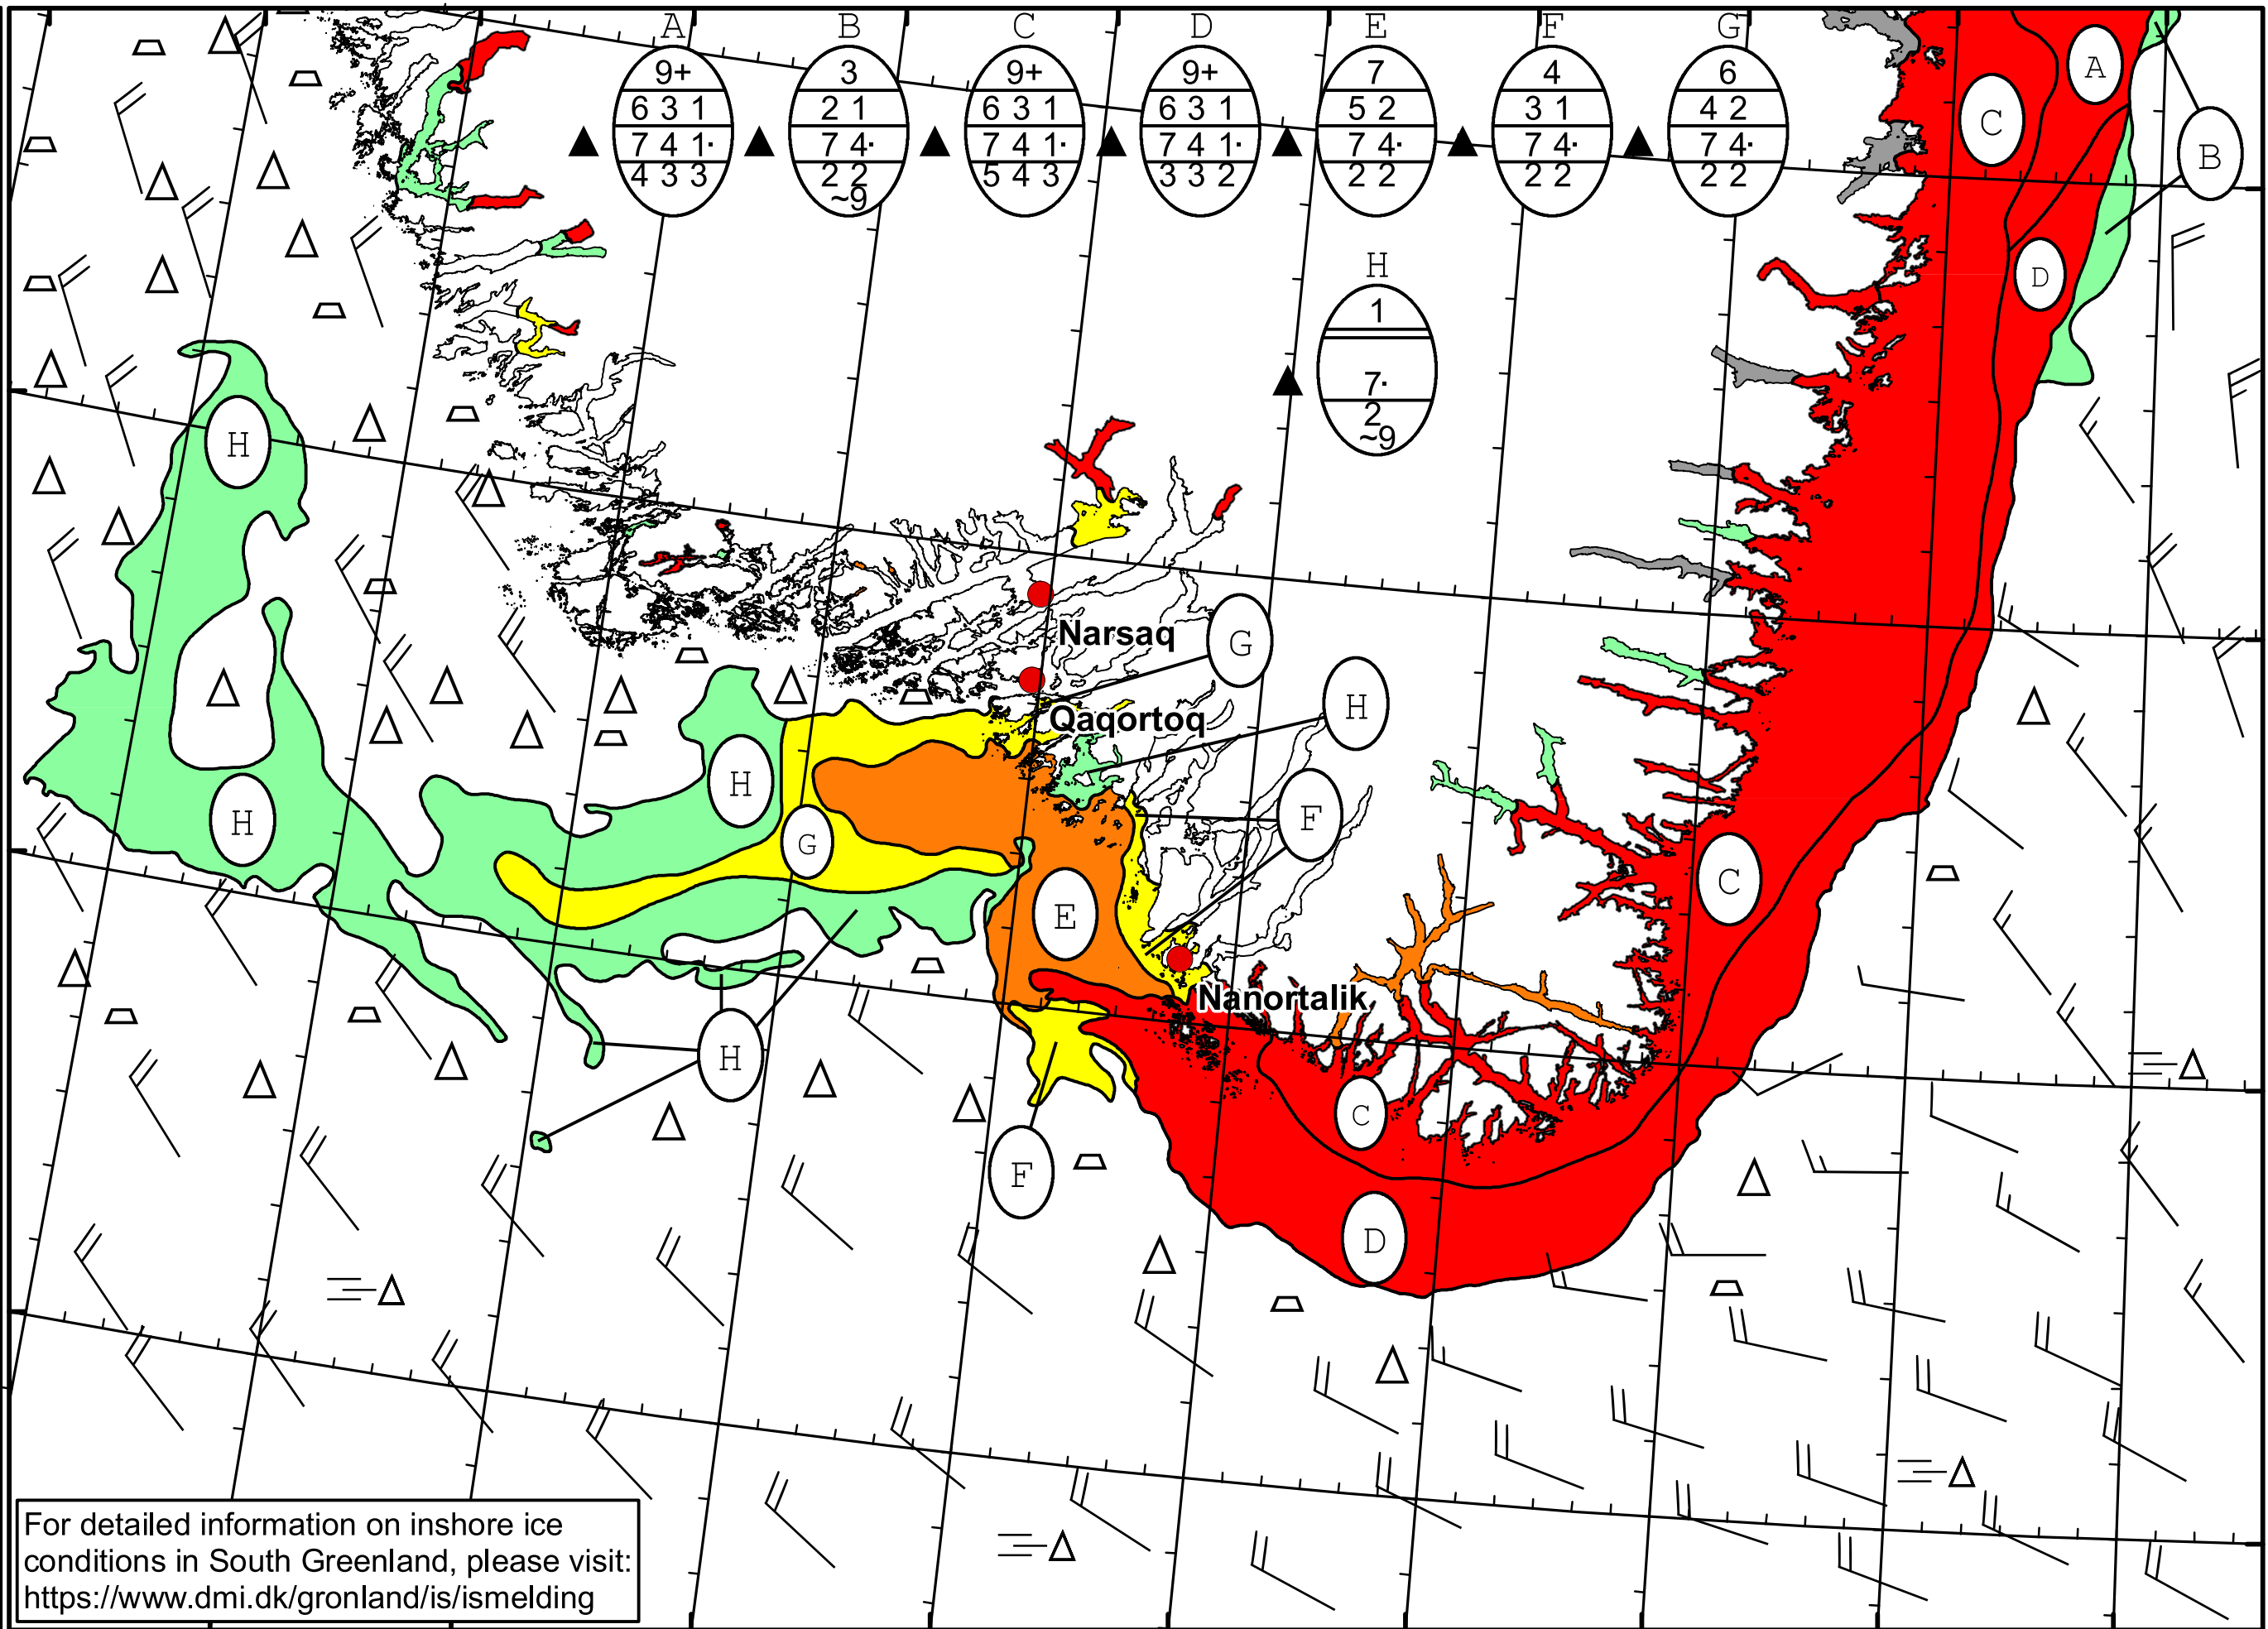 A B C D E F G
9+ 3 9+ 9+ 7 4 6
6 3 1 2 1 6 3 1 6 3 1 5 2 3 1 4 2
7 4 1· 7 4· 7 4 1· 7 4 1· 7 4· 7 4· 7 4·
4 3 3 2 2 5 4 3 3 3 2 2 2 2 2 2 2
~9
A
C
B
D
H
1
7·
2
~9
H
Narsaq
G
H
Qaqortoq
H
H
F
G
C
E
Nanortalik
H
C
F
D
For detailed information on inshore ice
conditions in South Greenland, please visit:
https://www.dmi.dk/gronland/is/ismelding